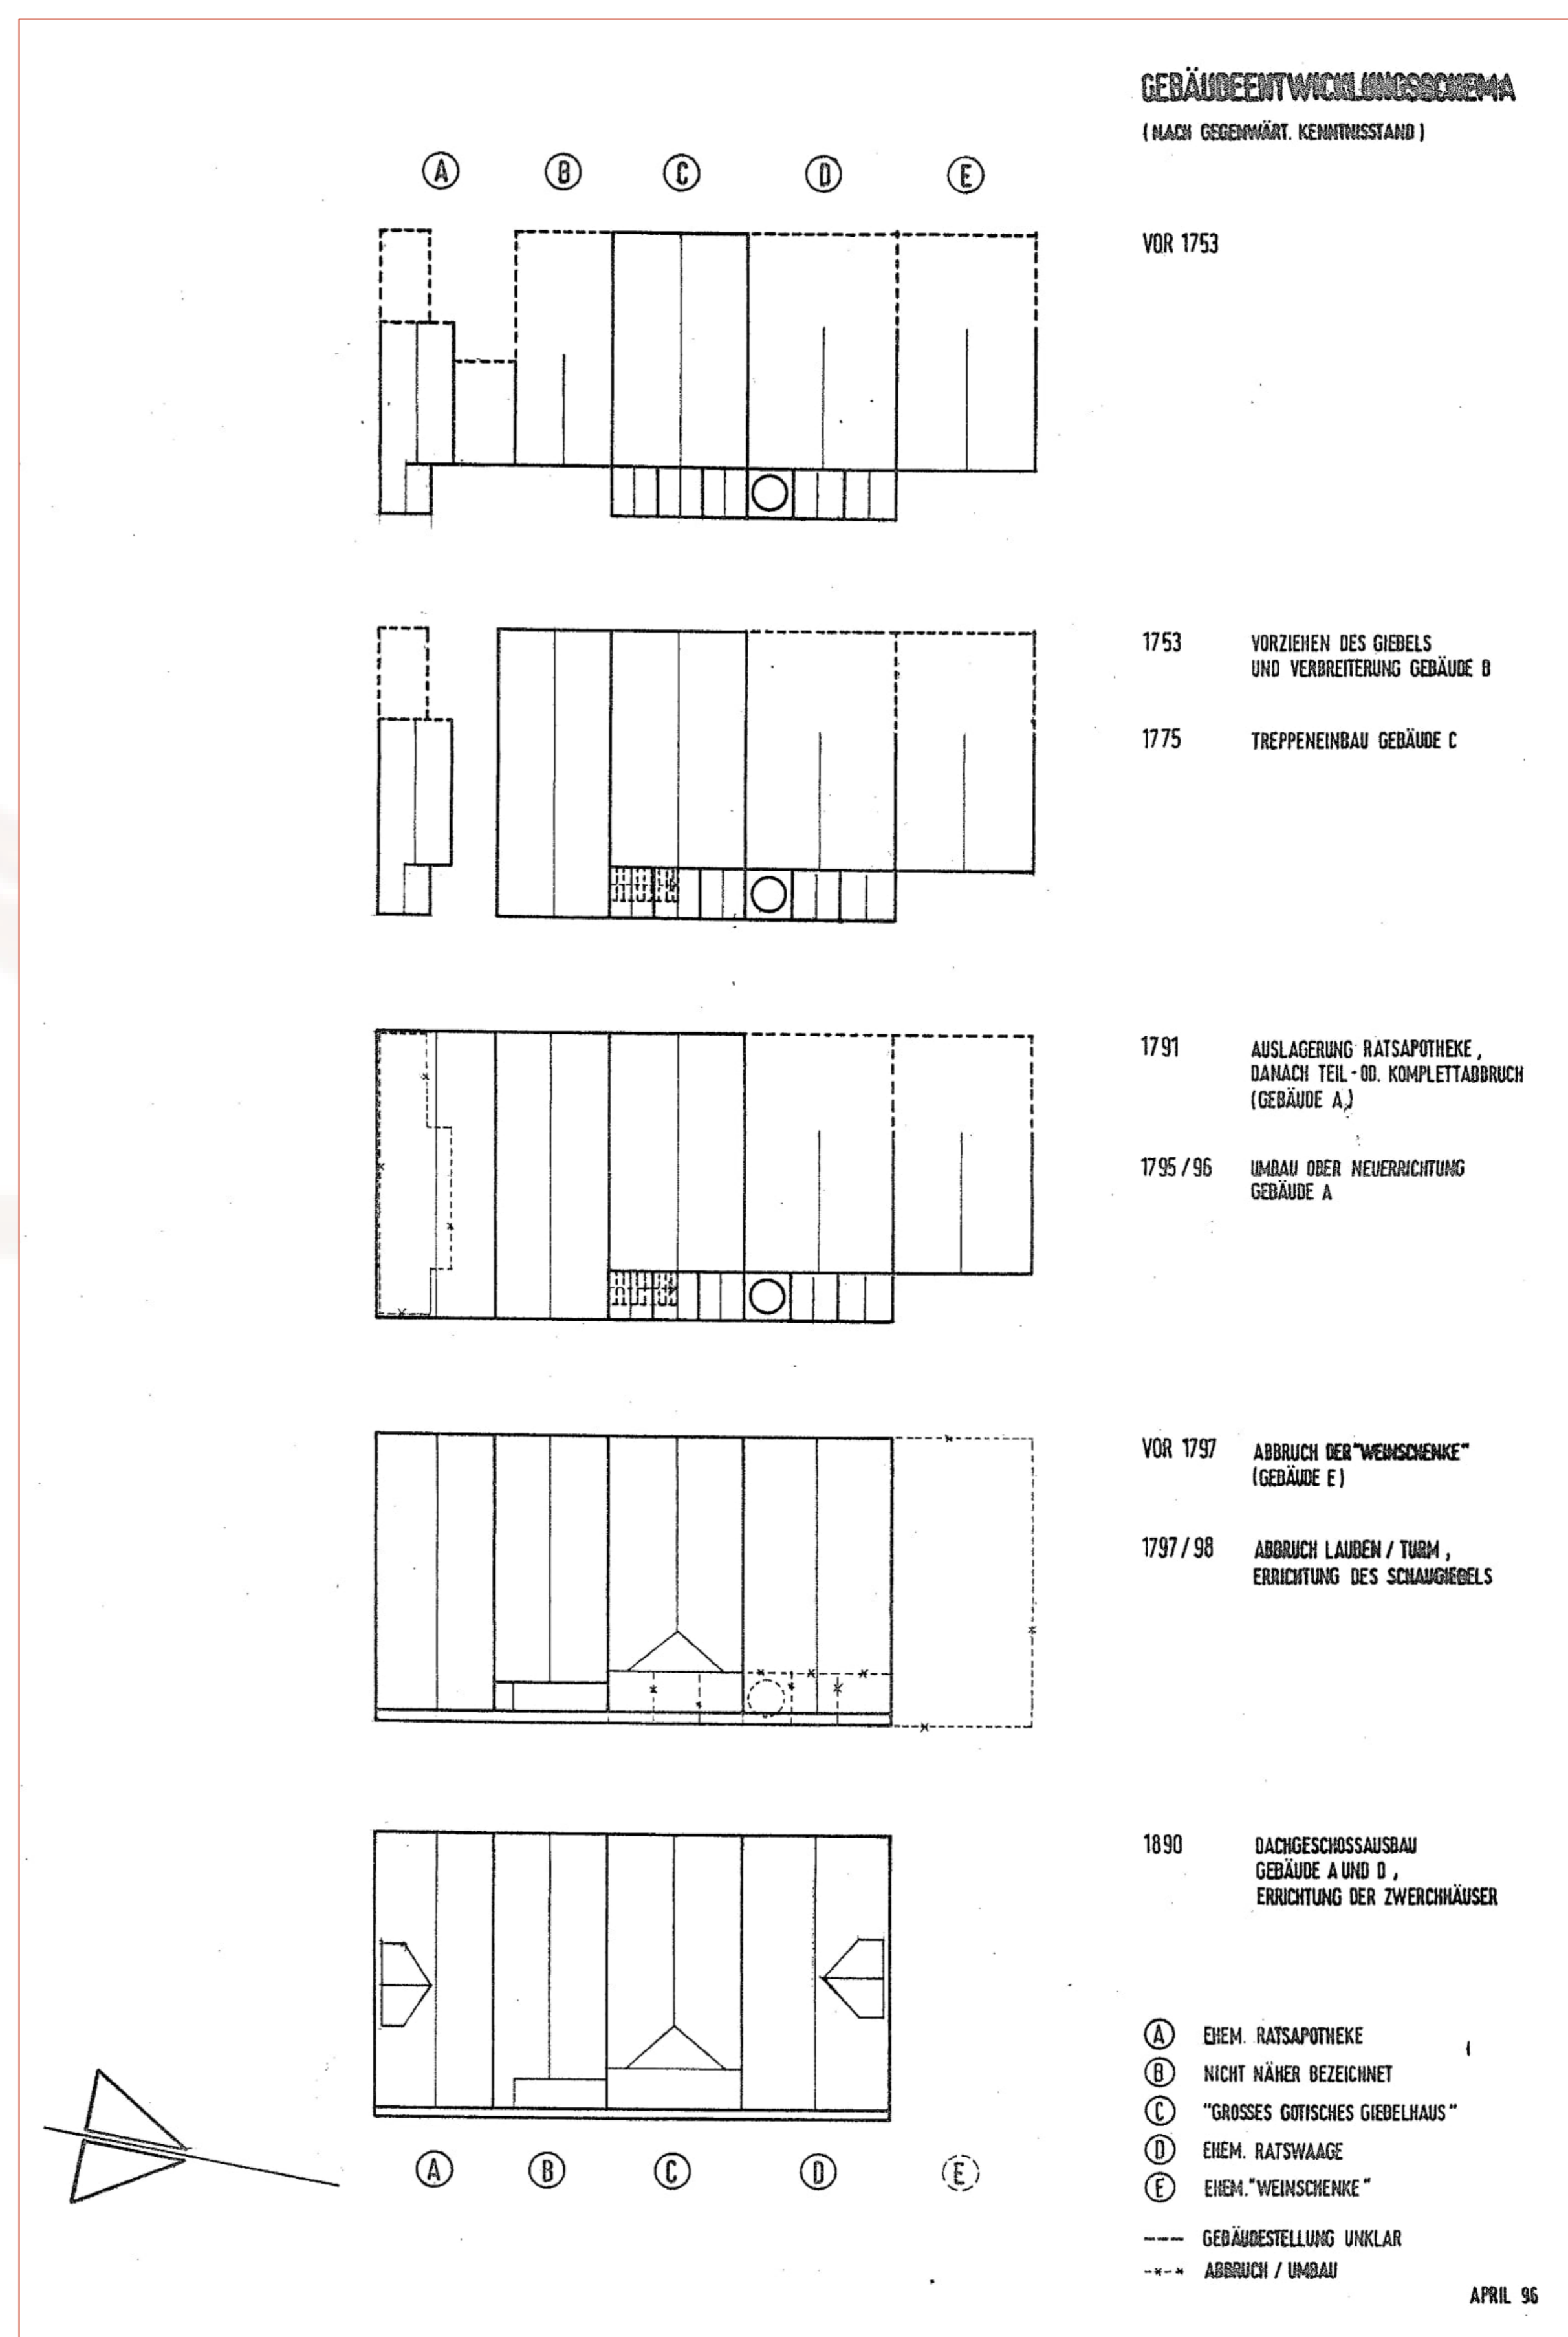 GEBÄUDEENTWICKLUNGSSCHEMA
(NACH GEGENWÄRT. KENNTNISSTAND)
A B C D E
VOR 1753
1753 VORZIEHEN DES GIEBELS
UND VERBREITERUNG GEBÄUDE B
1775 TREPPENEINBAU GEBÄUDE C
1791 AUSLAGERUNG RATSAPOTHEKE,
DANACH TEIL-OD. KOMPLETTABBRUCH
(GEBÄUDE A)
1795/96 UMBAU ODER NEUERRICHTUNG
GEBÄUDE A
VOR 1797 ABBRUCH DER "WEINSCHENKE"
(GEBÄUDE E)
1797/98 ABBRUCH LAUBEN / TURM,
ERRICHTUNG DES SCHAUGIEBELS
1890 DACHGESCHOSSAUSBAU
GEBÄUDE A UND D,
ERRICHTUNG DER ZWERCHHÄUSER
A B C D E
A EHEM. RATSAPOTHEKE
B NICHT NÄHER BEZEICHNET
C "GROSSES GOTISCHES GIEBELHAUS"
D EHEM. RATSWAAGE
E EHEM. "WEINSCHENKE"
--- GEBÄUDESTELLUNG UNKLAR
-x-x ABBRUCH / UMBAU
APRIL 96